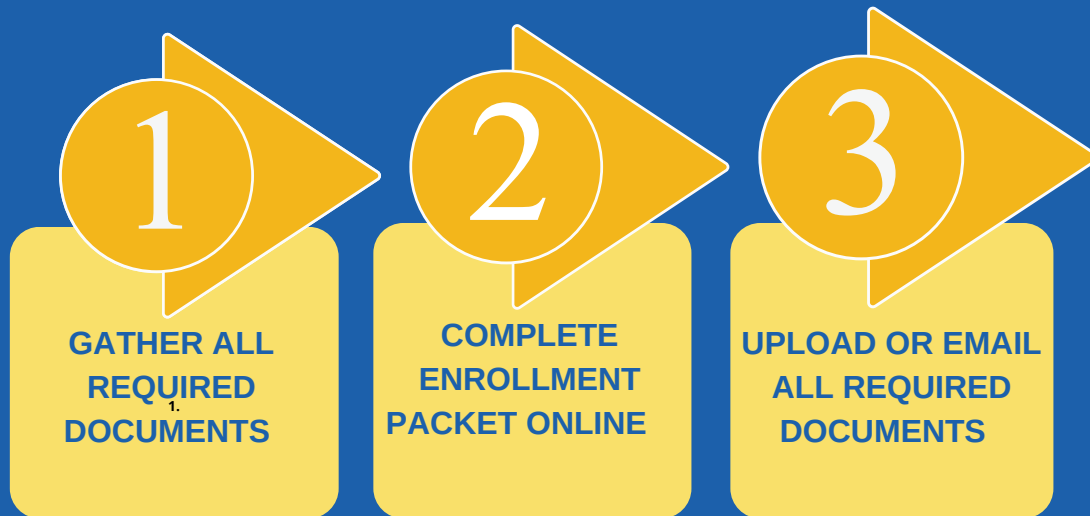 1
GATHER ALL
REQUIRED
1.
DOCUMENTS
2
COMPLETE
ENROLLMENT
PACKET ONLINE
3
UPLOAD OR EMAIL
ALL REQUIRED
DOCUMENTS